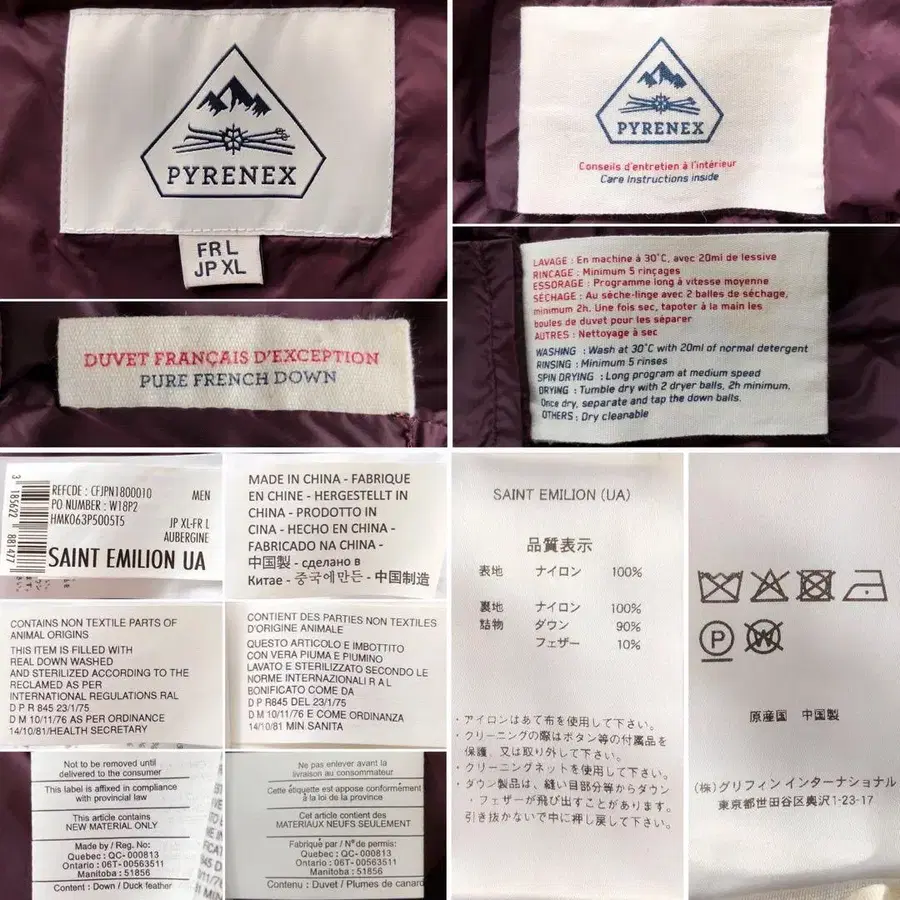 PYRENEX
FR L
JP XL
DUVET FRANÇAIS D'EXCEPTION
PURE FRENCH DOWN
PYRENEX
Conseils d'entretien à l'intérieur
Care Instructions inside
LAVAGE : En machine à 30°C, avec 20ml de lessive
RINCAGE : Minimum 5 rinçages
ESSORAGE : Programme long à vitesse moyenne
SÉCHAGE : Au sèche-linge avec 2 balles de séchage,
minimum 2h. Une fois sec, tapoter à la main les
boules de duvet pour les séparer
AUTRES : Nettoyage à sec
WASHING : Wash at 30°C with 20ml of normal detergent
RINSING : Minimum 5 rinses
SPIN DRYING : Long program at medium speed
DRYING : Tumble dry with 2 dryer balls, 2h minimum.
Once dry, separate and tap the down balls.
OTHERS : Dry cleanable
3 185622 881477
REFCDE : CFJPN1800010 MEN
PO NUMBER : W18P2
HMK063P5005T5 JP XL-FR L
AUBERGINE
SAINT EMILION UA
MADE IN CHINA - FABRIQUE
EN CHINE - HERGESTELLT IN
CHINA - PRODOTTO IN
CINA - HECHO EN CHINA -
FABRICADO NA CHINA -
中國製 - сделано в
Китае - 중국에만든 - 中国制造
CONTAINS NON TEXTILE PARTS OF
ANIMAL ORIGINS
THIS ITEM IS FILLED WITH
REAL DOWN WASHED
AND STERILIZED ACCORDING TO THE
RECLAMED AS PER
INTERNATIONAL REGULATIONS RAL
D P R 845 23/1/75
D M 10/11/76 AS PER ORDINANCE
14/10/81/HEALTH SECRETARY
CONTIENT DES PARTIES NON TEXTILES
D'ORIGINE ANIMALE
QUESTO ARTICOLO E IMBOTTITO
CON VERA PIUMA E PIUMINO
LAVATO E STERILIZZATO SECONDO LE
NORME INTERNAZIONALI R A L
BONIFICATO COME DA
D P R845 DEL 23/1/75
D M 10/11/76 E COME ORDINANZA
14/10/81 MIN SANITA
Not to be removed until
delivered to the consumer
This label is affixed in compliance
with provincial law
This article contains
NEW MATERIAL ONLY
Made by / Reg. No:
Quebec : QC-000813
Ontario : 06T-00563511
Manitoba : 51856
Content : Down / Duck feather
Ne pas enlever avant la
livraison au consommateur
Cette étiquette est appose conformément
à la loi de la province
Cet article contient des
MATERIAUX NEUFS SEULEMENT
Fabriqué par / N° de permis:
Quebec : QC-000813
Ontario : 06T-00563511
Manitoba : 51856
Contenu : Duvet / Plumes de canard
SAINT EMILION (UA)
品質表示
表地 ナイロン 100%
裏地 ナイロン 100%
詰物 ダウン 90%
フェザー 10%
・アイロンはあて布を使用して下さい。
・クリーニングの際はボタン等の付属品を
保護、又は取り外して下さい。
・クリーニングネットを使用して下さい。
・ダウン製品は、縫い目部分等からダウン
・フェザーが飛び出すことがあります。
引き抜かないで中に押し戻して下さい。
P
W
原産国 中国製
(株)グリフィン インターナショナル
東京都世田谷区奥沢1-23-17